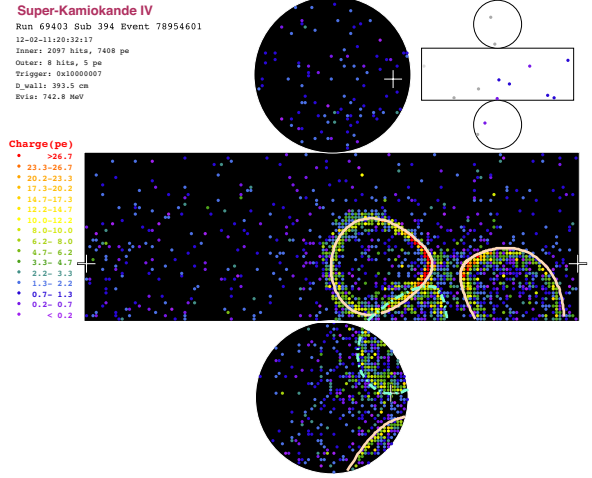 Super-Kamiokande IV
Run 69403 Sub 394 Event 78954601
12-02-11:20:32:17
Inner: 2097 hits, 7408 pe
Outer: 8 hits, 5 pe
Trigger: 0x10000007
D_wall: 393.5 cm
Evis: 742.8 MeV
Charge(pe)
>26.7
23.3-26.7
20.2-23.3
17.3-20.2
14.7-17.3
12.2-14.7
10.0-12.2
8.0-10.0
6.2- 8.0
4.7- 6.2
3.3- 4.7
2.2- 3.3
1.3- 2.2
0.7- 1.3
0.2- 0.7
< 0.2